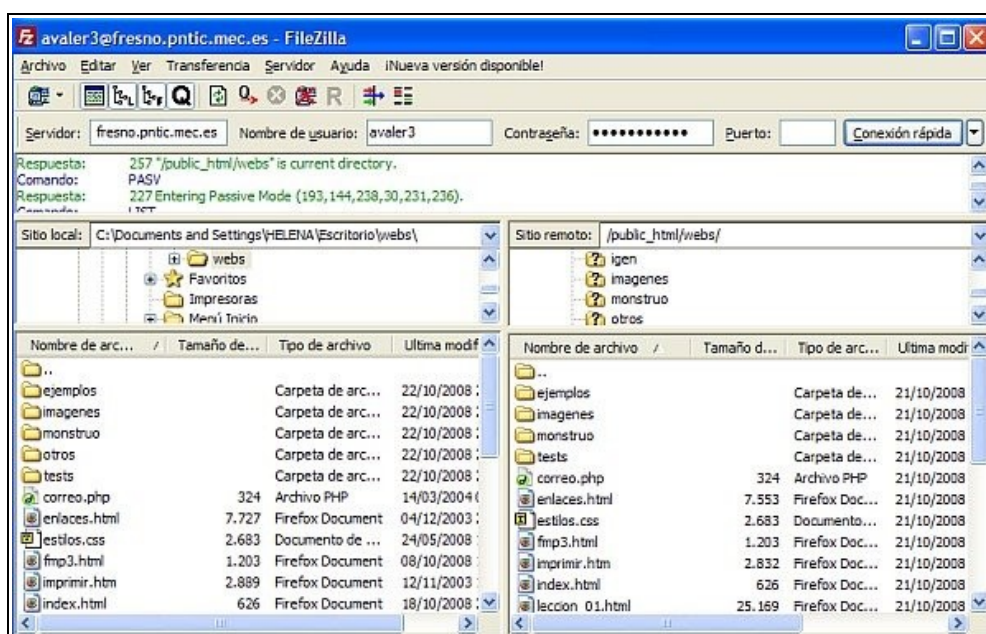 avaler3@fresno.pntic.mec.es - FileZilla
Archivo Editar Ver Transferencia Servidor Ayuda ¡Nueva versión disponible!
Servidor: fresno.pntic.mec.es Nombre de usuario: avaler3 Contraseña: ●●●●●●●●●●● Puerto: Conexión rápida
Respuesta: 257 "/public_html/webs" is current directory.
Comando: PASV
Respuesta: 227 Entering Passive Mode (193,144,238,30,231,236).
Comando: LIST
Sitio local: C:\Documents and Settings\HELENA\Escritorio\webs\
webs
Favoritos
Impresoras
Menú Inicio
Nombre de arc... / Tamaño de... Tipo de archivo Ultima modif
..
ejemplos Carpeta de arc... 22/10/2008
imagenes Carpeta de arc... 22/10/2008
monstruo Carpeta de arc... 22/10/2008
otros Carpeta de arc... 22/10/2008
tests Carpeta de arc... 22/10/2008
correo.php 324 Archivo PHP 14/03/2004
enlaces.html 7.727 Firefox Document 04/12/2003
estilos.css 2.683 Documento de ... 24/05/2008
fmp3.html 1.203 Firefox Document 08/10/2008
imprimir.htm 2.889 Firefox Document 12/11/2003
index.html 626 Firefox Document 18/10/2008
Sitio remoto: /public_html/webs/
igen
imagenes
monstruo
otros
Nombre de archivo / Tamaño d... Tipo de arc... Ultima modif
..
ejemplos Carpeta de... 21/10/2008
imagenes Carpeta de... 21/10/2008
monstruo Carpeta de... 21/10/2008
tests Carpeta de... 21/10/2008
correo.php 324 Archivo PHP 21/10/2008
enlaces.html 7.553 Firefox Doc... 21/10/2008
estilos.css 2.683 Documento... 21/10/2008
fmp3.html 1.203 Firefox Doc... 21/10/2008
imprimir.htm 2.832 Firefox Doc... 21/10/2008
index.html 626 Firefox Doc... 21/10/2008
leccion_01.html 25.169 Firefox Doc... 21/10/2008